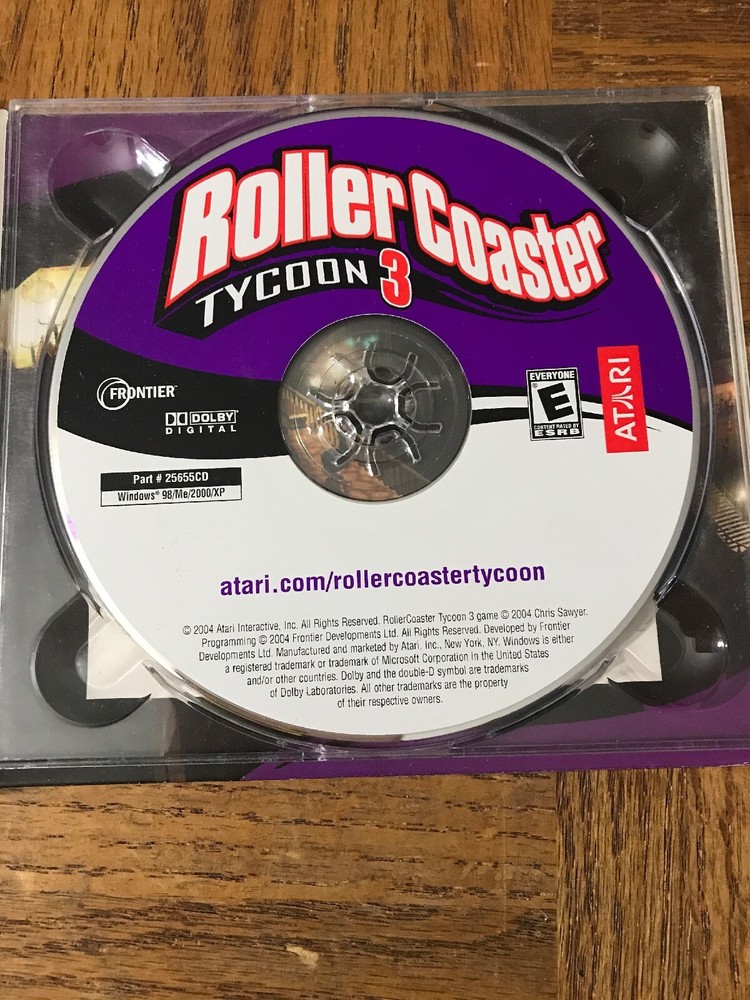 RollerCoaster
TYCOON 3
FRONTIER™
DOLBY
DIGITAL
EVERYONE
E
CONTENT RATED BY
ESRB
ATARI
Part # 25655CD
Windows® 98/Me/2000/XP
atari.com/rollercoastertycoon
© 2004 Atari Interactive, Inc. All Rights Reserved. RollerCoaster Tycoon 3 game © 2004 Chris Sawyer.
Programming © 2004 Frontier Developments Ltd. All Rights Reserved. Developed by Frontier
Developments Ltd. Manufactured and marketed by Atari, Inc., New York, NY. Windows is either
a registered trademark or trademark of Microsoft Corporation in the United States
and/or other countries. Dolby and the double-D symbol are trademarks
of Dolby Laboratories. All other trademarks are the property
of their respective owners.